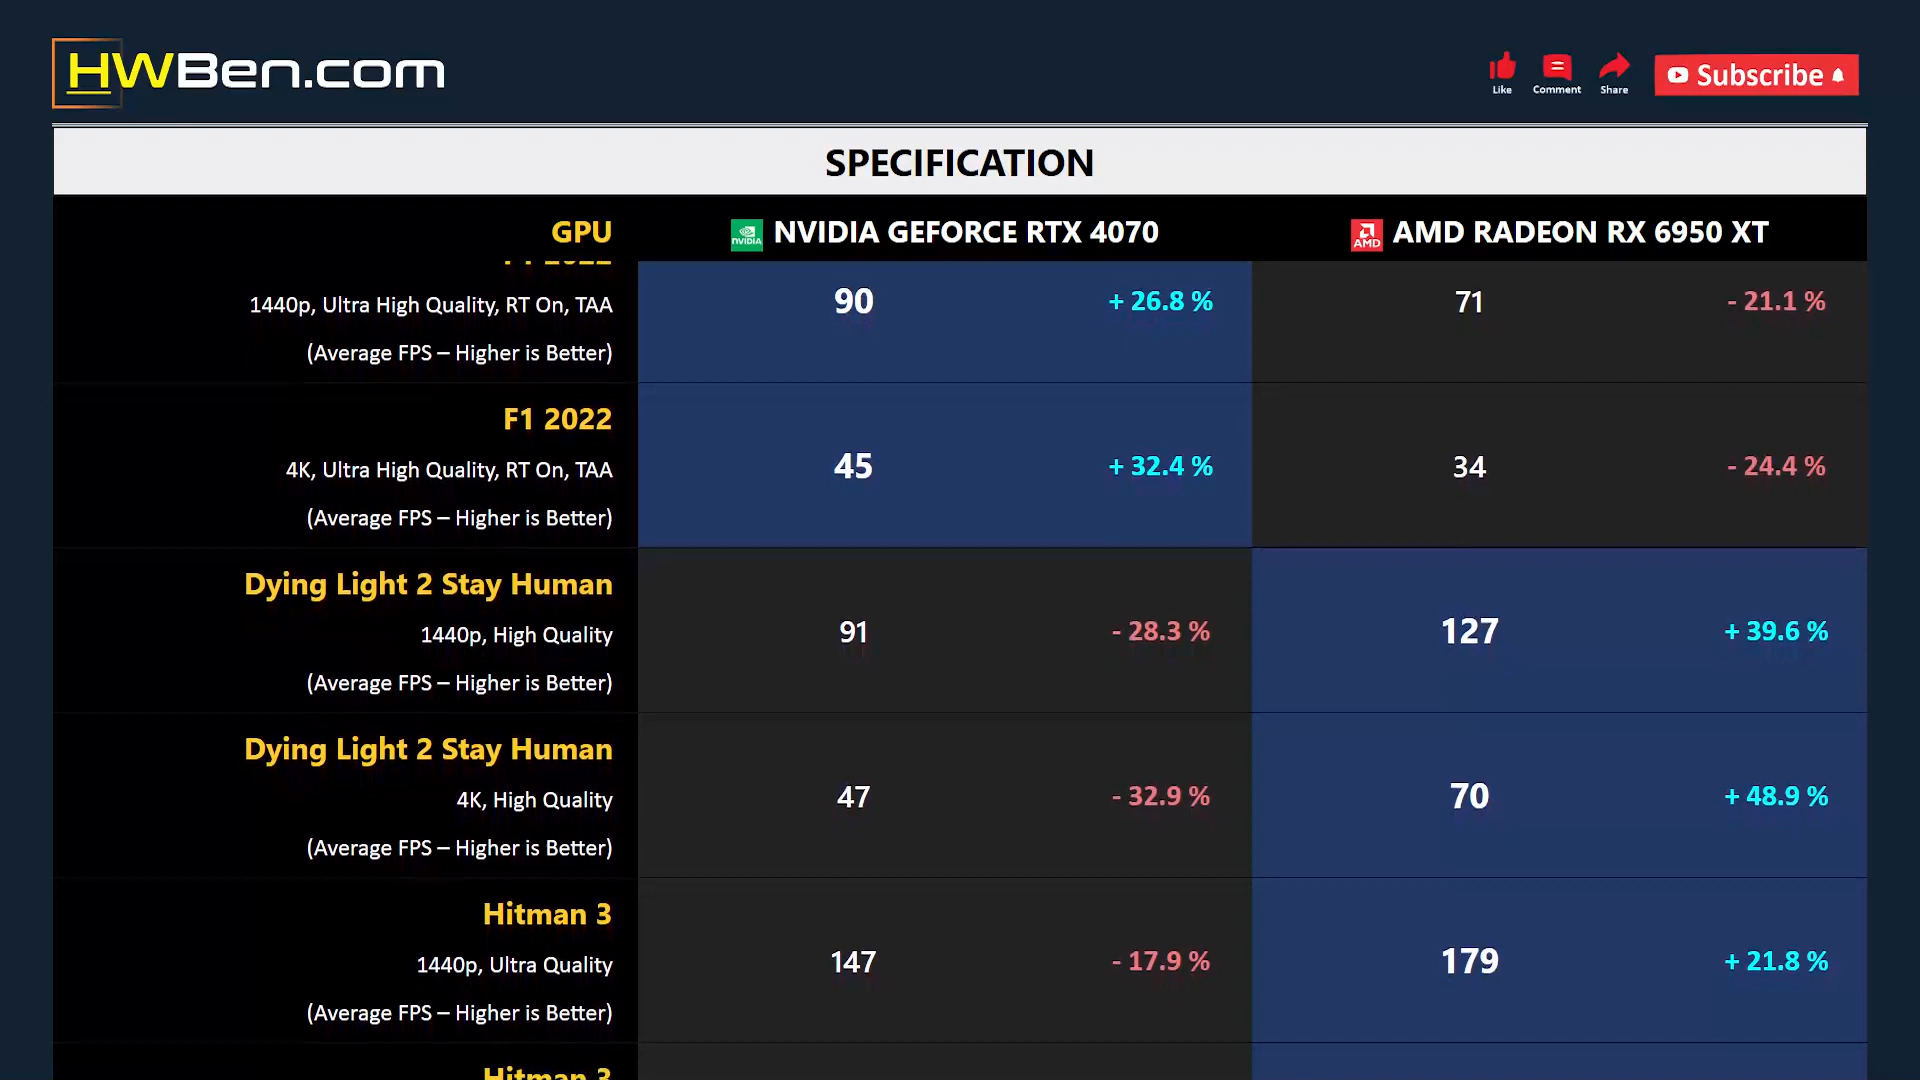 HWBen.com
Like
Comment
Share
Subscribe
SPECIFICATION
GPU
NVIDIA
NVIDIA GEFORCE RTX 4070
AMD
AMD RADEON RX 6950 XT
1440p, Ultra High Quality, RT On, TAA
(Average FPS – Higher is Better)
90
+ 26.8 %
71
- 21.1 %
F1 2022
4K, Ultra High Quality, RT On, TAA
(Average FPS – Higher is Better)
45
+ 32.4 %
34
- 24.4 %
Dying Light 2 Stay Human
1440p, High Quality
(Average FPS – Higher is Better)
91
- 28.3 %
127
+ 39.6 %
Dying Light 2 Stay Human
4K, High Quality
(Average FPS – Higher is Better)
47
- 32.9 %
70
+ 48.9 %
Hitman 3
1440p, Ultra Quality
(Average FPS – Higher is Better)
147
- 17.9 %
179
+ 21.8 %
Hitman 3